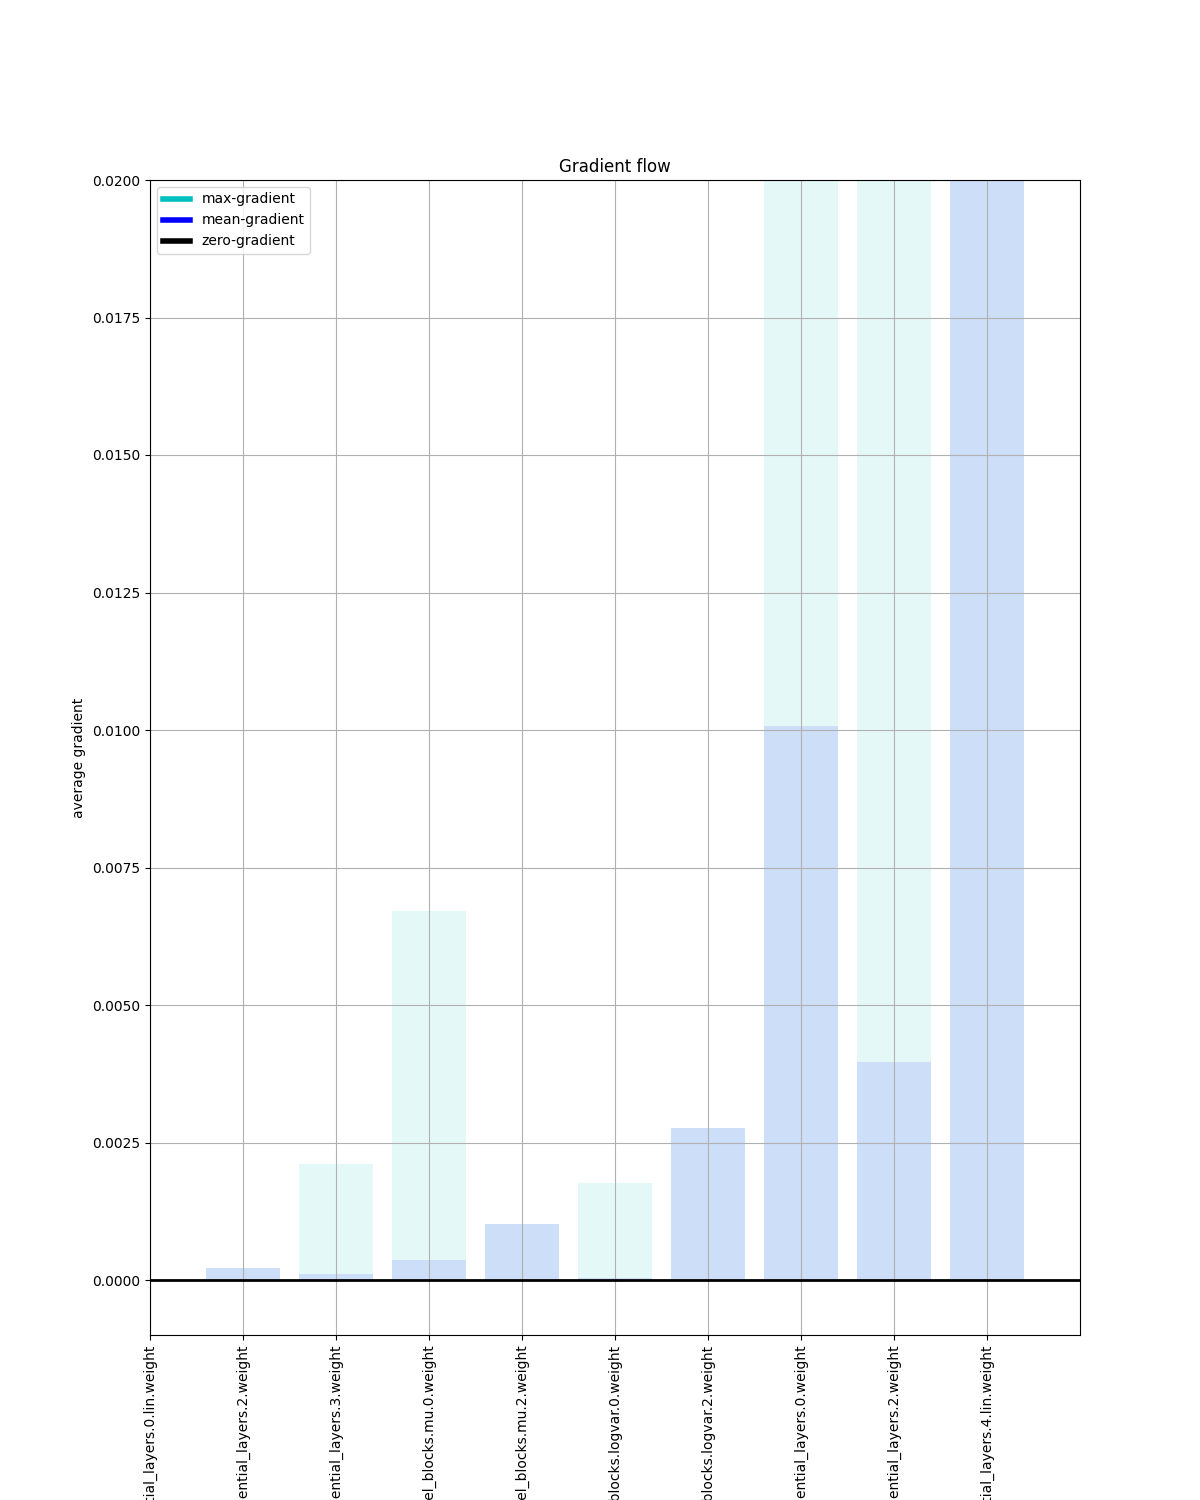 Gradient flow
max-gradient
mean-gradient
zero-gradient
average gradient
0.0200
0.0175
0.0150
0.0125
0.0100
0.0075
0.0050
0.0025
0.0000
tial_layers.0.lin.weight
ential_layers.2.weight
ential_layers.3.weight
el_blocks.mu.0.weight
el_blocks.mu.2.weight
blocks.logvar.0.weight
blocks.logvar.2.weight
ential_layers.0.weight
ential_layers.2.weight
tial_layers.4.lin.weight